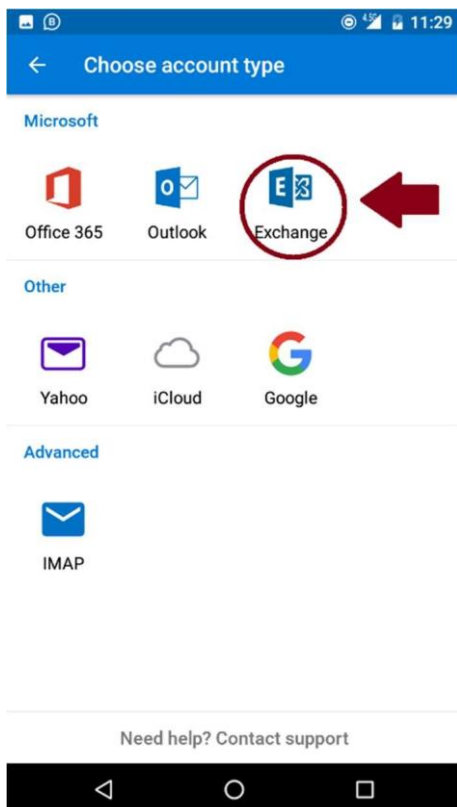 11:29
Choose account type
Microsoft
Office 365 Outlook Exchange
Other
Yahoo iCloud Google
Advanced
IMAP
Need help? Contact support